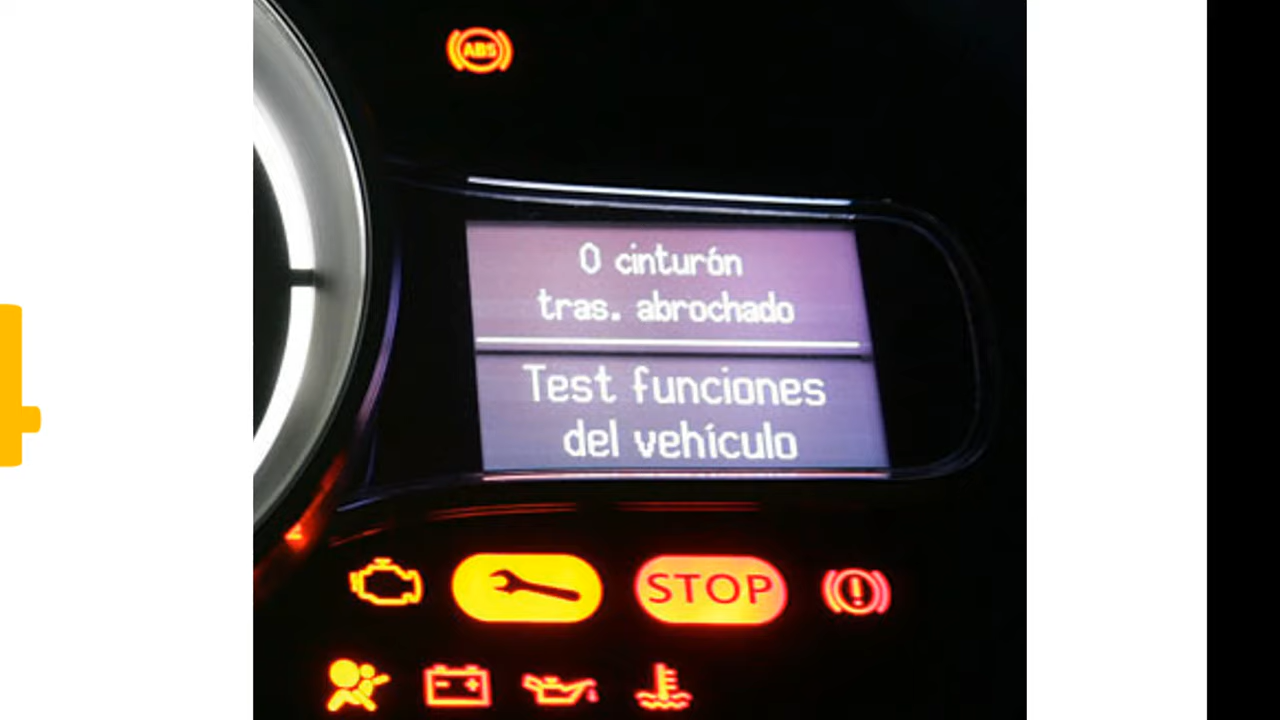 ABS
0 cinturón
tras. abrochado
Test funciones
del vehículo
STOP